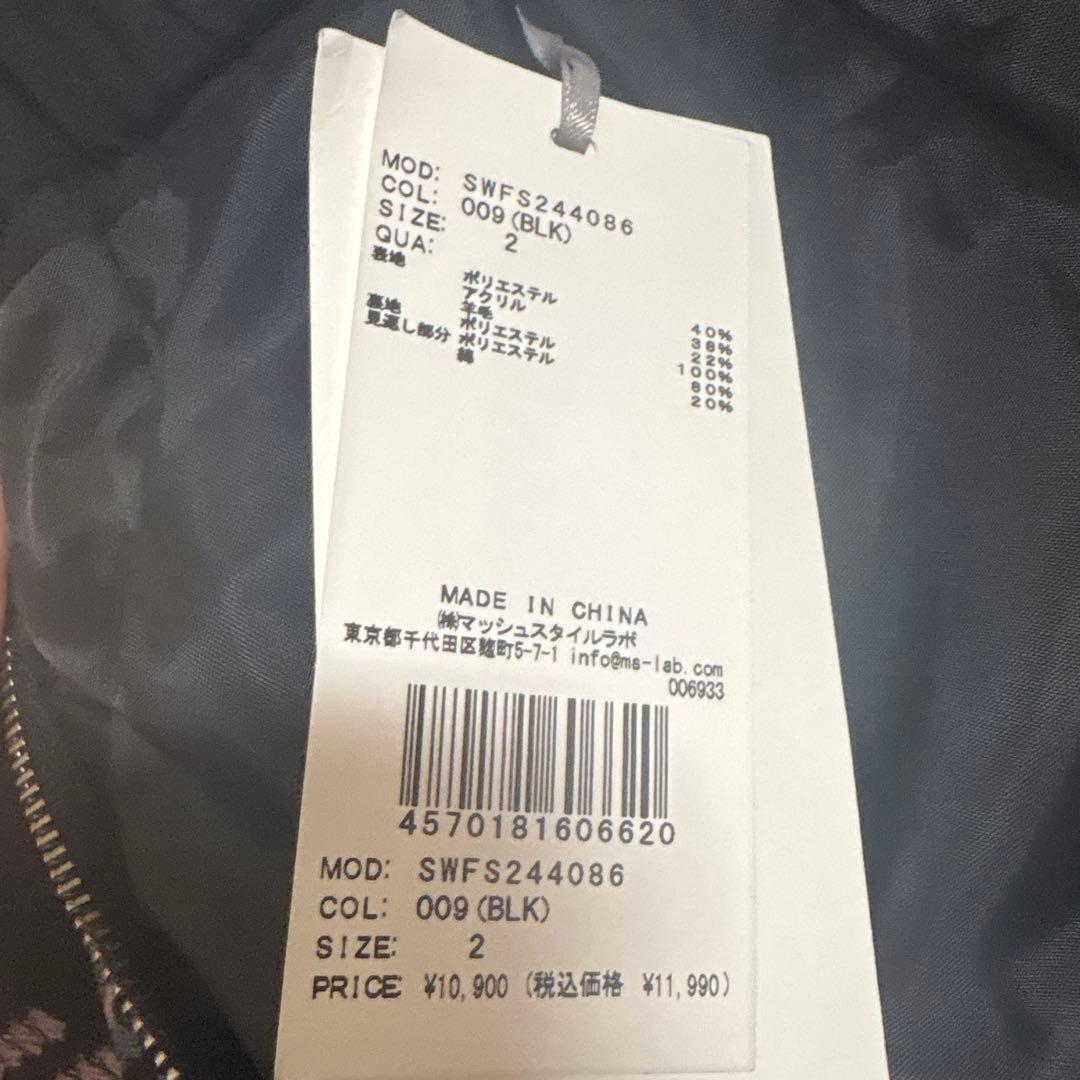 MOD: SWFS244086
COL: 009(BLK)
SIZE: 2
QUA:
表地 ポリエステル 40%
アクリル 38%
羊毛 22%
裏地 ポリエステル 100%
見返し部分 ポリエステル 80%
綿 20%
MADE IN CHINA
㈱マッシュスタイルラボ
東京都千代田区麹町5-7-1 info@ms-lab.com
006933
4570181606620
MOD: SWFS244086
COL: 009(BLK)
SIZE: 2
PRICE: ¥10,900 (税込価格 ¥11,990)